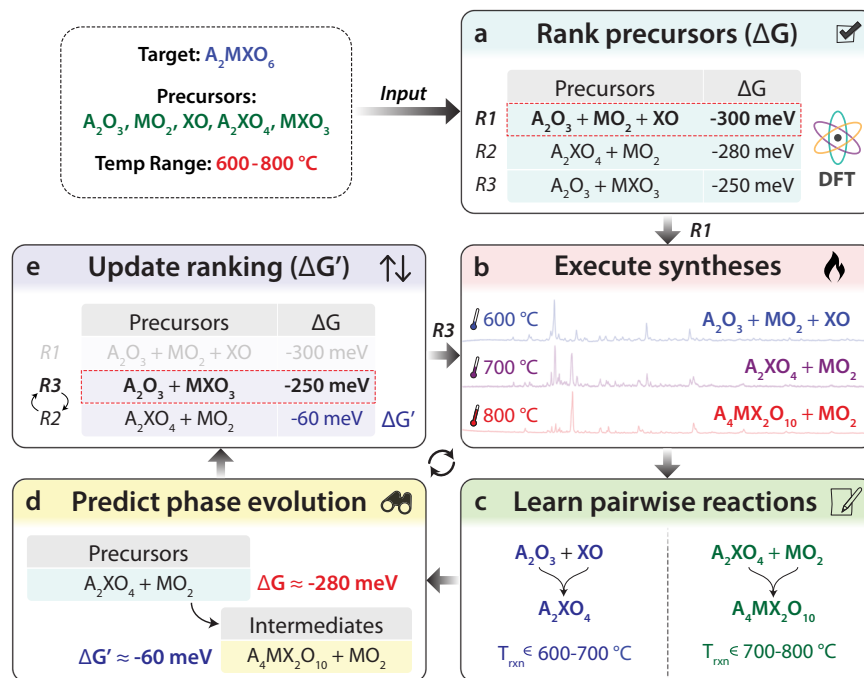 Target: A₂MXO₆
Precursors:
A₂O₃, MO₂, XO, A₂XO₄, MXO₃
Temp Range: 600-800 °C
Input
a Rank precursors (ΔG)
Precursors ΔG
R1 A₂O₃ + MO₂ + XO -300 meV
R2 A₂XO₄ + MO₂ -280 meV
R3 A₂O₃ + MXO₃ -250 meV
DFT
R1
b Execute syntheses
600 °C A₂O₃ + MO₂ + XO
700 °C A₂XO₄ + MO₂
800 °C A₄MX₂O₁₀ + MO₂
c Learn pairwise reactions
A₂O₃ + XO
A₂XO₄
Tᵣₓₙ ∈ 600-700 °C
A₂XO₄ + MO₂
A₄MX₂O₁₀
Tᵣₓₙ ∈ 700-800 °C
d Predict phase evolution
Precursors
A₂XO₄ + MO₂ ΔG ≈ -280 meV
Intermediates
ΔG’ ≈ -60 meV A₄MX₂O₁₀ + MO₂
e Update ranking (ΔG’)
Precursors ΔG
R1 A₂O₃ + MO₂ + XO -300 meV
R3 A₂O₃ + MXO₃ -250 meV
R2 A₂XO₄ + MO₂ -60 meV ΔG’
R3